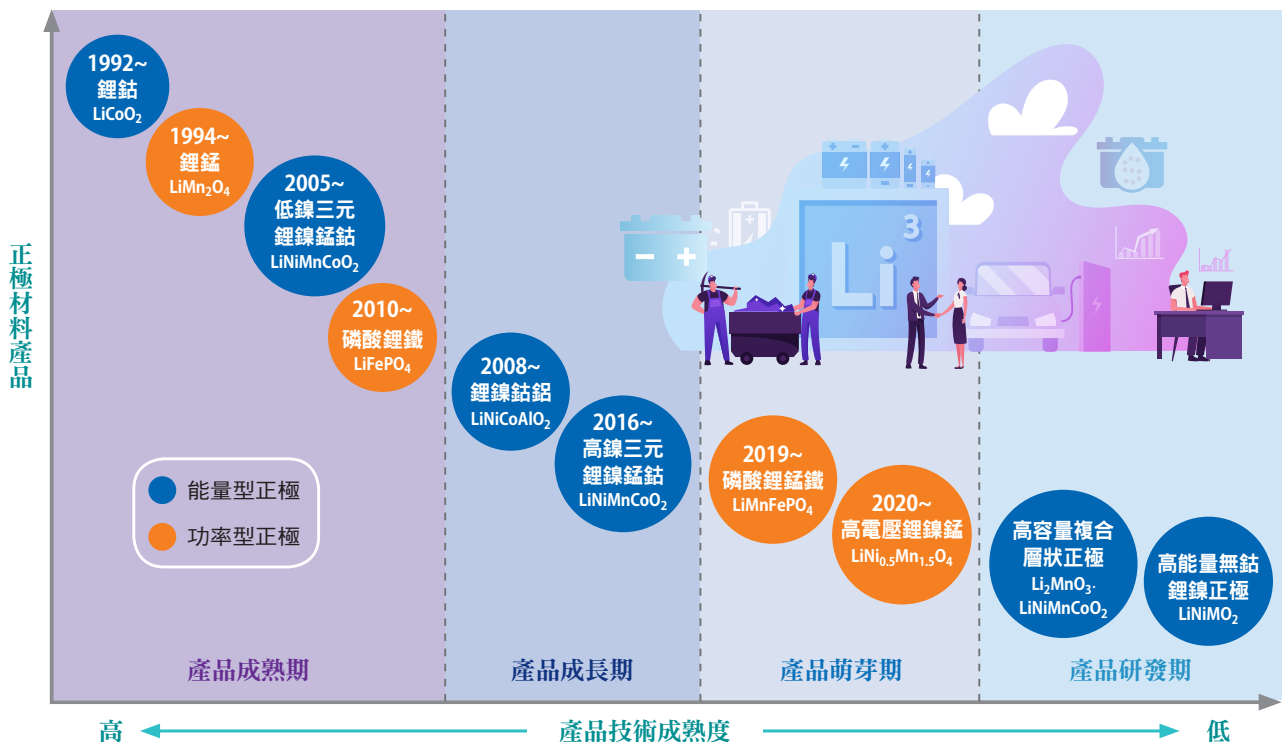 正極材料產品
1992~
鋰鈷
LiCoO₂
1994~
鋰錳
LiMn₂O₄
2005~
低鎳三元
鋰鎳錳鈷
LiNiMnCoO₂
2010~
磷酸鋰鐵
LiFePO₄
2008~
鋰鎳鈷鋁
LiNiCoAlO₂
2016~
高鎳三元
鋰鎳錳鈷
LiNiMnCoO₂
2019~
磷酸鋰錳鐵
LiMnFePO₄
2020~
高電壓鋰鎳錳
LiNi₀.₅Mn₁.₅O₄
高容量複合
層狀正極
Li₂MnO₃·
LiNiMnCoO₂
高能量無鈷
鋰鎳正極
LiNiMO₂
Li
3
能量型正極
功率型正極
產品成熟期
產品成長期
產品萌芽期
產品研發期
高
產品技術成熟度
低